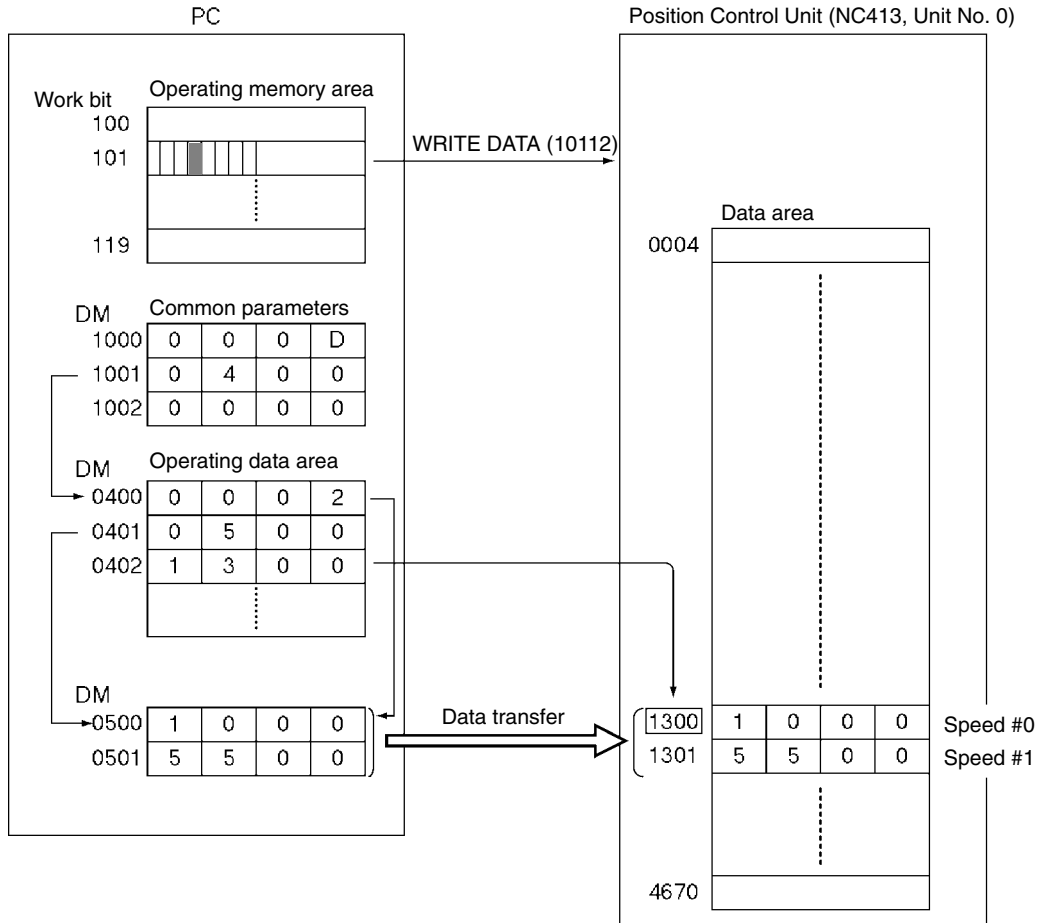 PC
Position Control Unit (NC413, Unit No. 0)
Work bit
Operating memory area
100
101
WRITE DATA (10112)
119
Data area
0004
DM
Common parameters
1000 0 0 0 D
1001 0 4 0 0
1002 0 0 0 0
DM
Operating data area
0400 0 0 0 2
0401 0 5 0 0
0402 1 3 0 0
DM
0500 1 0 0 0
0501 5 5 0 0
Data transfer
1300 1 0 0 0 Speed #0
1301 5 5 0 0 Speed #1
4670